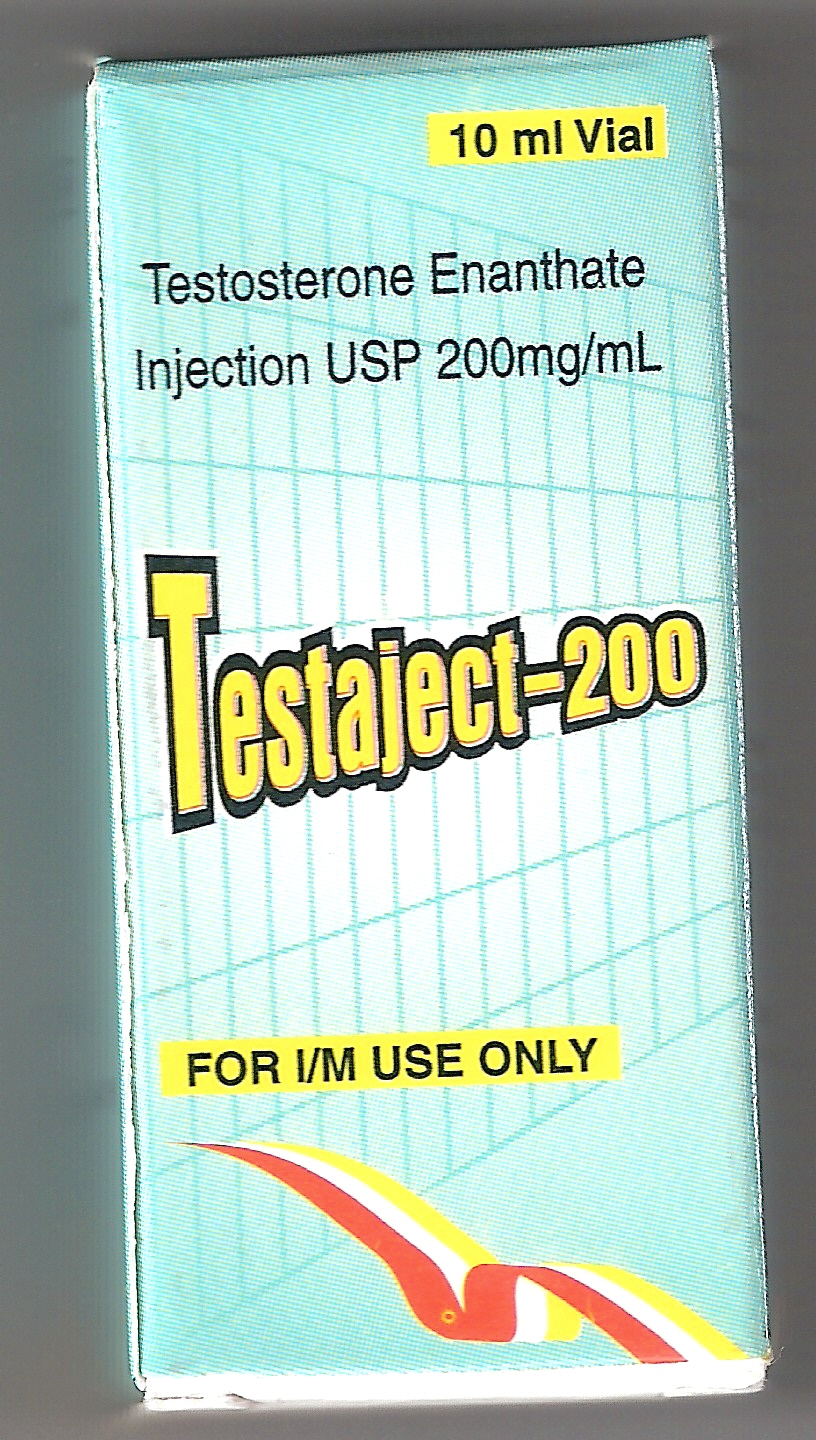 10 ml Vial
Testosterone Enanthate
Injection USP 200mg/mL
Testaject-200
FOR I/M USE ONLY